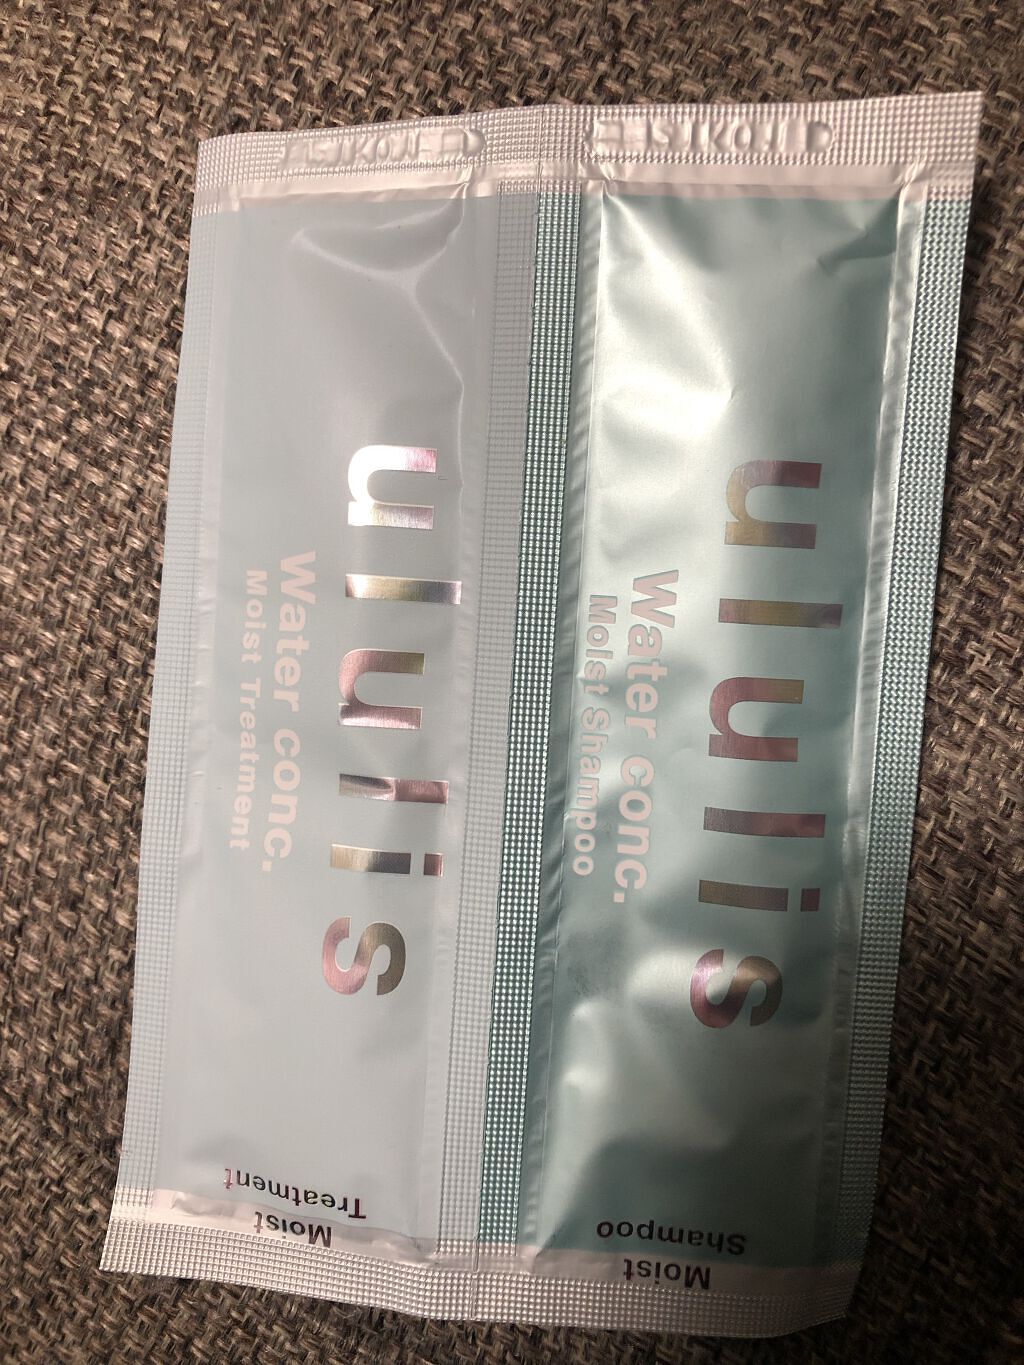 ululis
Water conc.
Moist Treatment
Moist
Treatment
ululis
Water conc.
Moist Shampoo
Moist
Shampoo